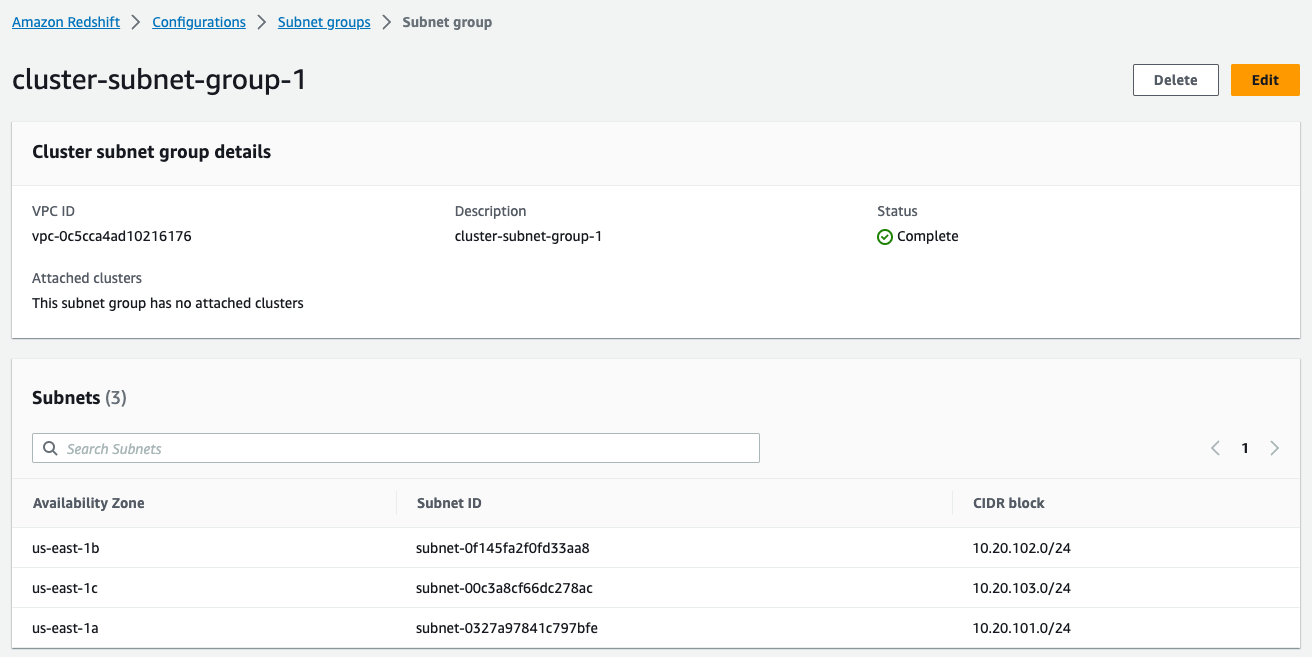 Amazon Redshift > Configurations > Subnet groups > Subnet group
cluster-subnet-group-1
Delete Edit
Cluster subnet group details
VPC ID Description Status
vpc-0c5cca4ad10216176 cluster-subnet-group-1 Complete
Attached clusters
This subnet group has no attached clusters
Subnets (3)
Search Subnets < 1 >
Availability Zone Subnet ID CIDR block
us-east-1b subnet-0f145fa2f0fd33aa8 10.20.102.0/24
us-east-1c subnet-00c3a8cf66dc278ac 10.20.103.0/24
us-east-1a subnet-0327a97841c797bfe 10.20.101.0/24